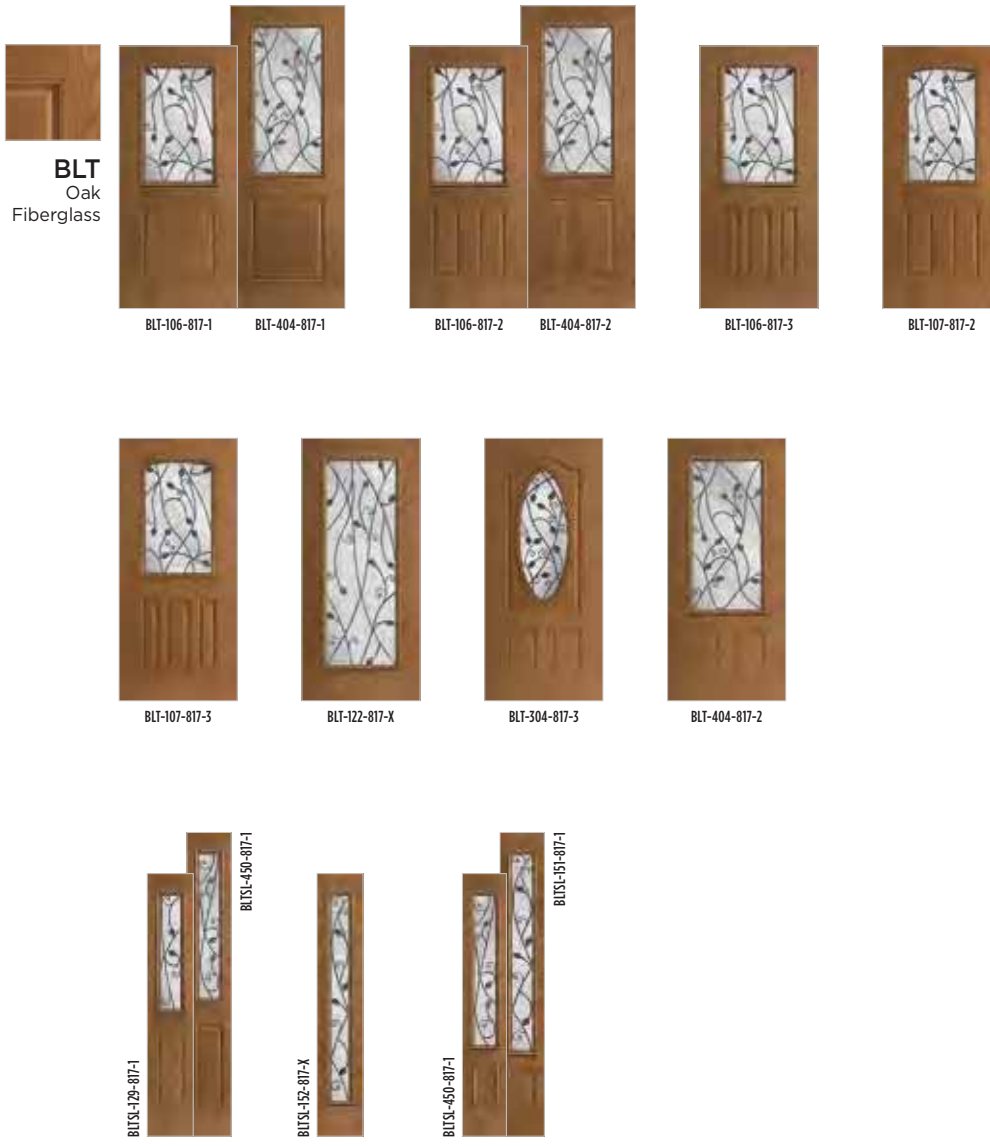 BLT
Oak
Fiberglass
BLT-106-817-1
BLT-404-817-1
BLT-106-817-2
BLT-404-817-2
BLT-106-817-3
BLT-107-817-2
BLT-107-817-3
BLT-122-817-X
BLT-304-817-3
BLT-404-817-2
BLTSL-129-817-1
BLTSL-450-817-1
BLTSL-152-817-X
BLTSL-450-817-1
BLTSL-151-817-1